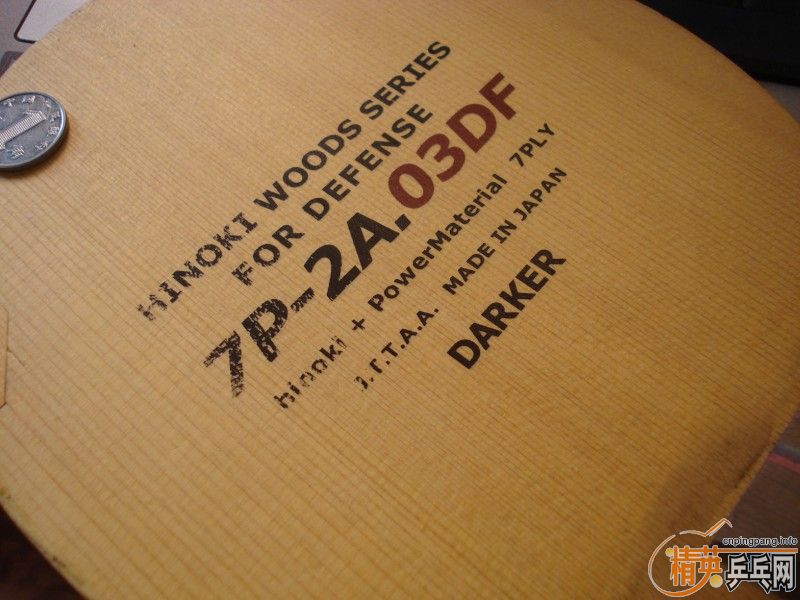 HINOKI WOODS SERIES
FOR DEFENSE
7P-2A.03DF
hinoki + PowerMaterial 7PLY
J.T.T.A.A. MADE IN JAPAN
DARKER
1
cnpingpang.info
精英乒乓网